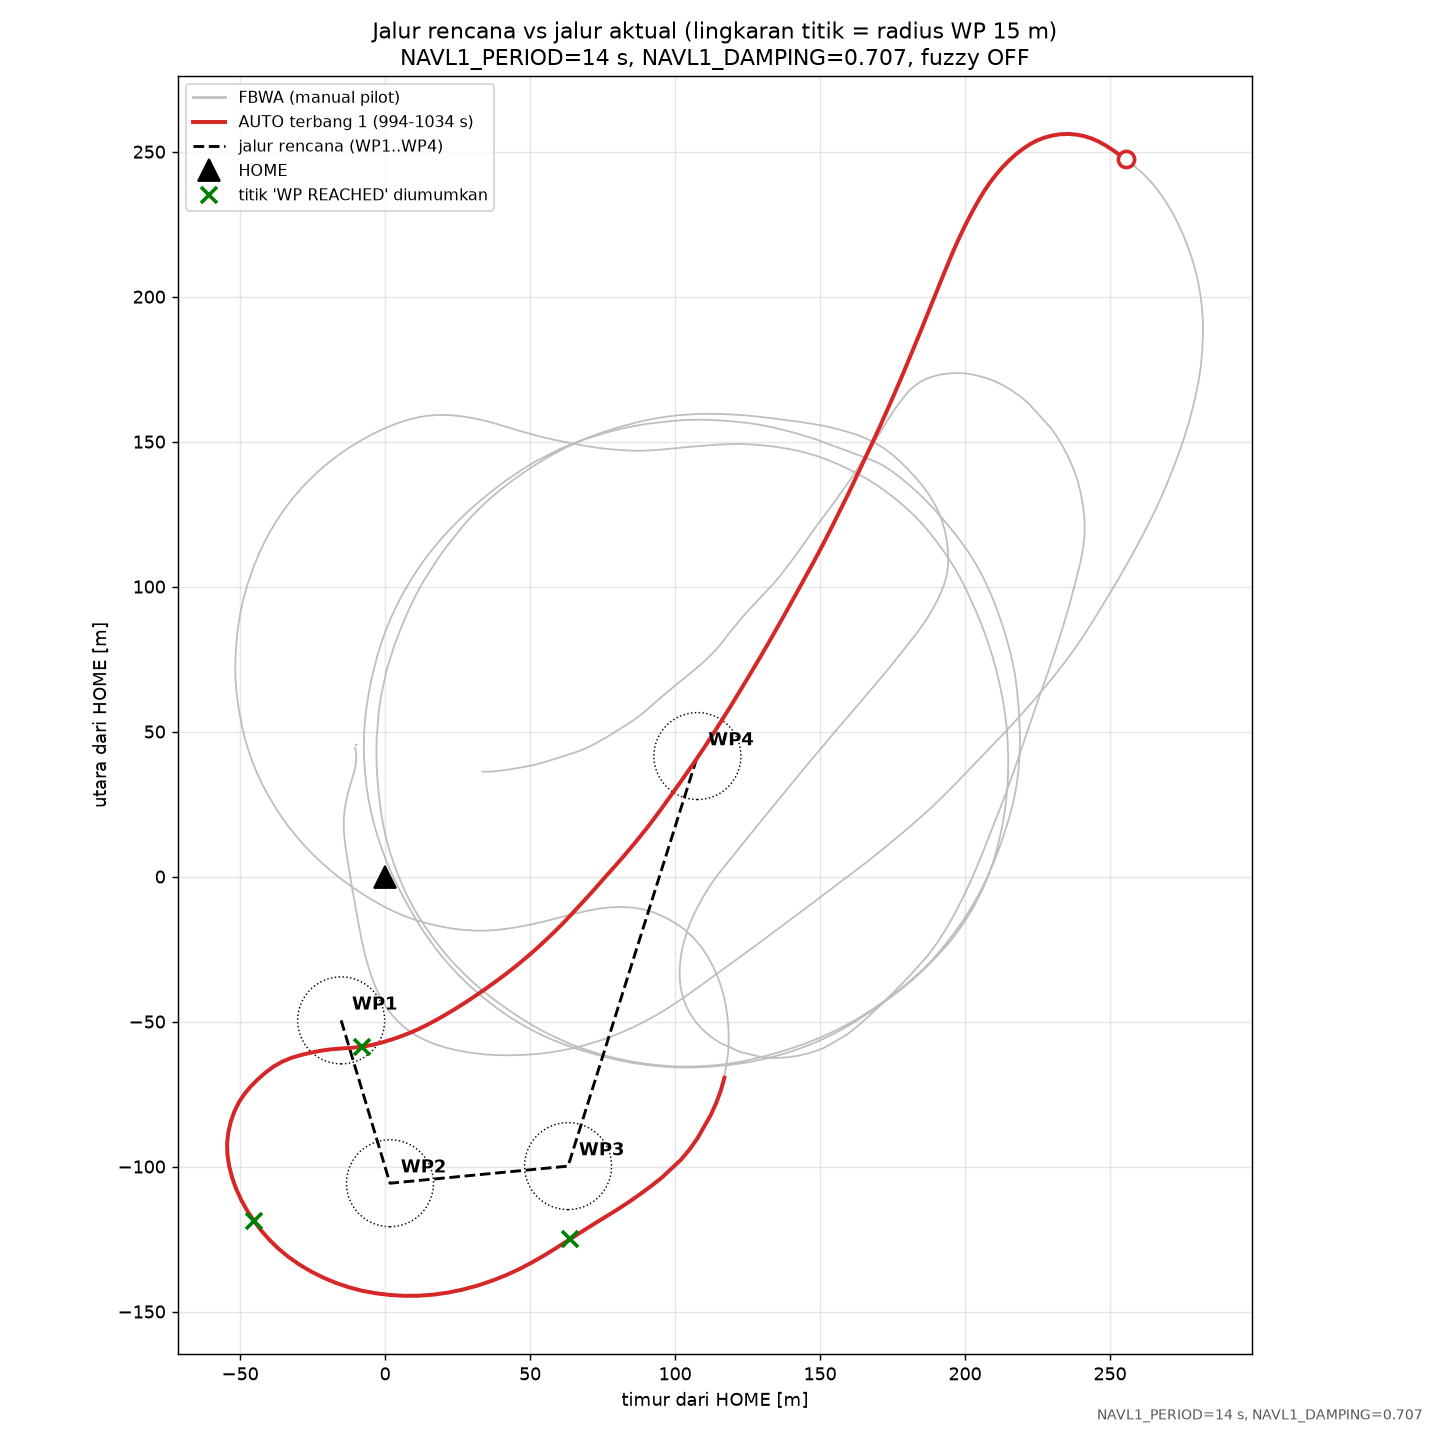 Jalur rencana vs jalur aktual (lingkaran titik = radius WP 15 m)
NAVL1_PERIOD=14 s, NAVL1_DAMPING=0.707, fuzzy OFF
FBWA (manual pilot)
AUTO terbang 1 (994-1034 s)
jalur rencana (WP1..WP4)
HOME
titik 'WP REACHED' diumumkan
250
200
150
100
50
0
−50
−100
−150
utara dari HOME [m]
WP4
WP1
WP3
WP2
−50
0
50
100
150
200
250
timur dari HOME [m]
NAVL1_PERIOD=14 s, NAVL1_DAMPING=0.707